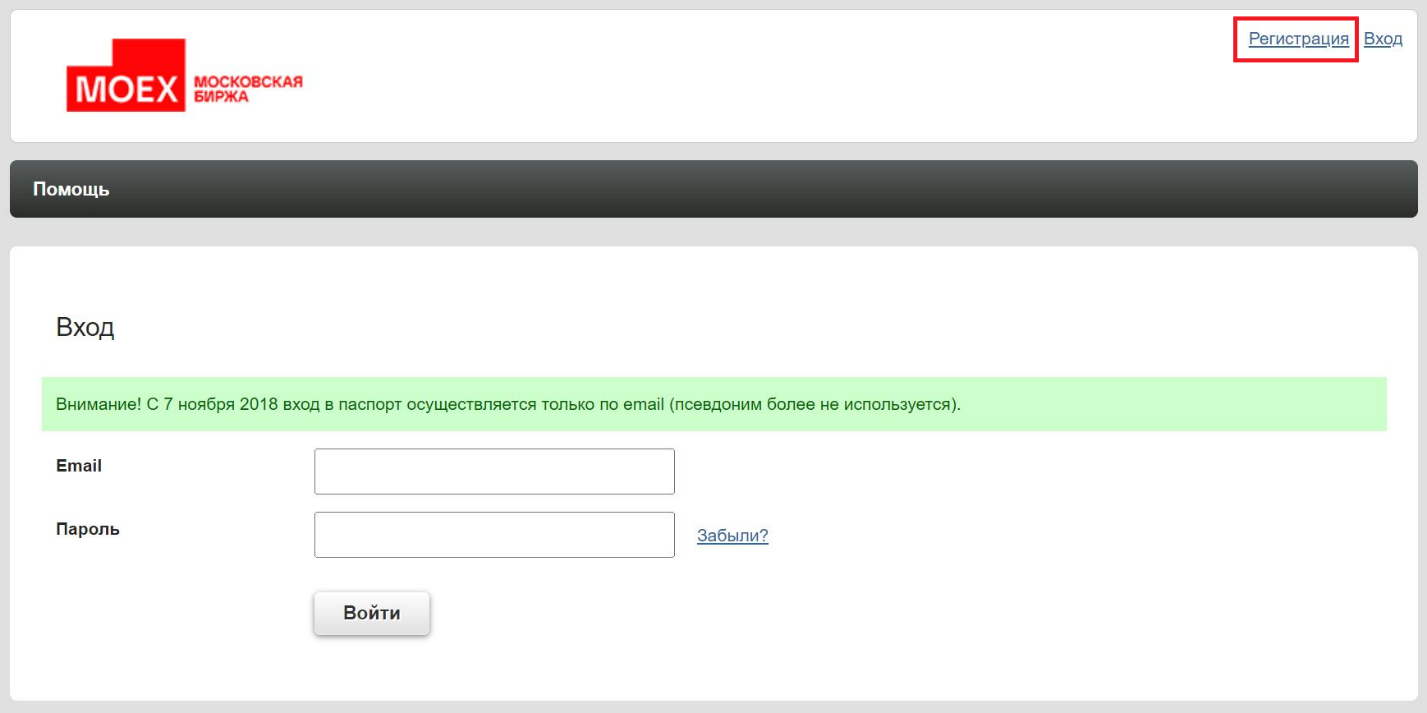 Регистрация Вход
MOEX МОСКОВСКАЯ
БИРЖА
Помощь
Вход
Внимание! С 7 ноября 2018 вход в паспорт осуществляется только по email (псевдоним более не используется).
Email
Пароль
Забыли?
Войти